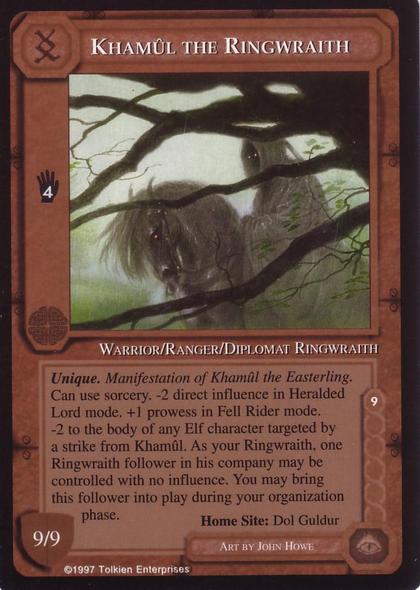 KHAMÛL THE RINGWRAITH
4
WARRIOR/RANGER/DIPLOMAT RINGWRAITH
Unique. Manifestation of Khamûl the Easterling.
Can use sorcery. -2 direct influence in Heralded
Lord mode. +1 prowess in Fell Rider mode.
-2 to the body of any Elf character targeted by
a strike from Khamûl. As your Ringwraith, one
Ringwraith follower in his company may be
controlled with no influence. You may bring
this follower into play during your organization
phase.
Home Site: Dol Guldur
9
9/9
ART BY JOHN HOWE
©1997 Tolkien Enterprises